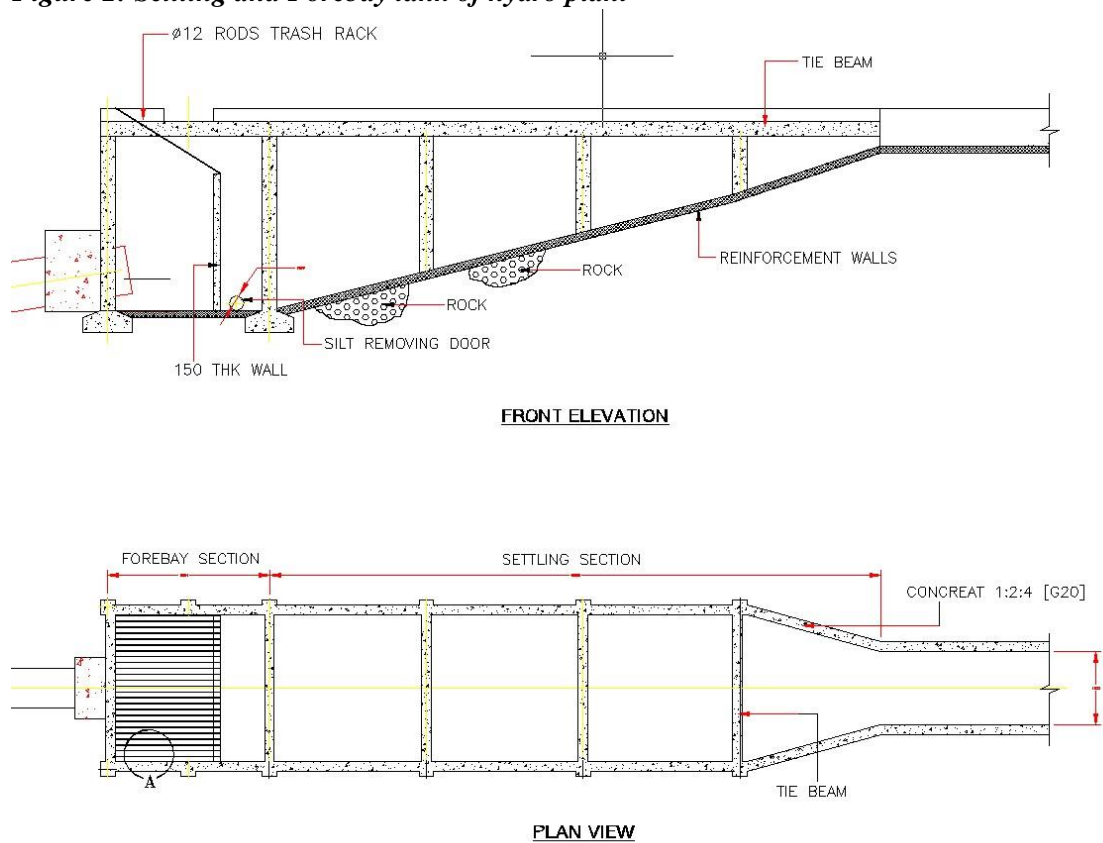 Figure 2: Settling and Forebay tank of hydro plant
Ø12 RODS TRASH RACK
TIE BEAM
REINFORCEMENT WALLS
ROCK
ROCK
SILT REMOVING DOOR
150 THK WALL
FRONT ELEVATION
FOREBAY SECTION
SETTLING SECTION
CONCREAT 1:2:4 [G20]
A
TIE BEAM
PLAN VIEW